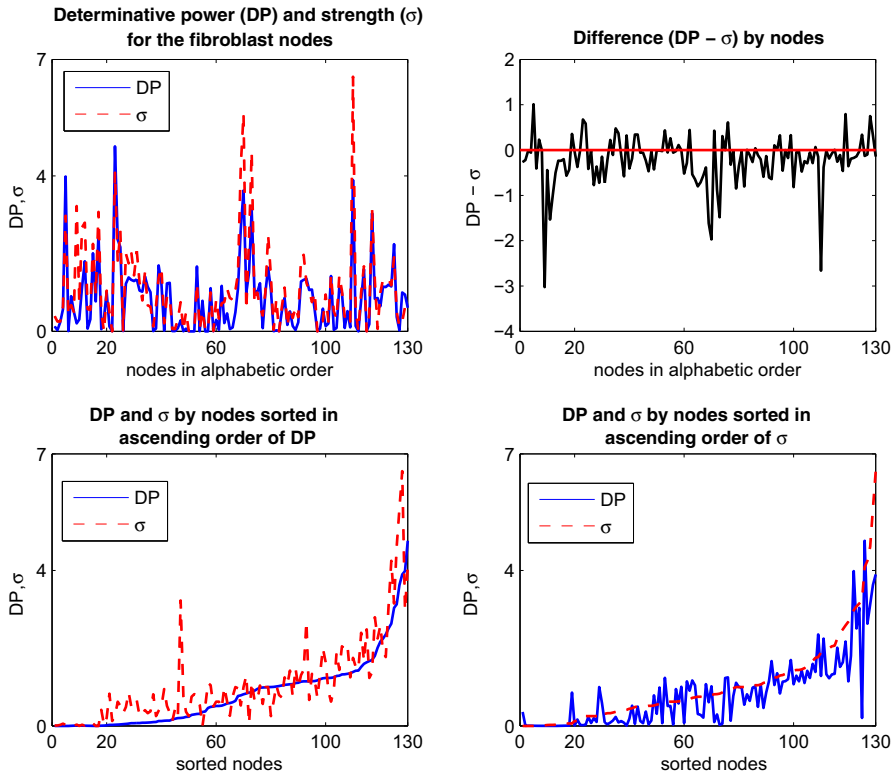 Determinative power (DP) and strength (σ)
for the fibroblast nodes
7
4
0
DP,σ
DP
σ
0
60
100
130
nodes in alphabetic order
Difference (DP − σ) by nodes
2
1
0
−1
−2
−3
−4
DP − σ
0
20
60
100
130
nodes in alphabetic order
DP and σ by nodes sorted in
ascending order of DP
7
4
0
DP,σ
DP
σ
0
60
100
130
sorted nodes
DP and σ by nodes sorted in
ascending order of σ
7
4
0
DP,σ
DP
σ
0
20
60
100
130
sorted nodes